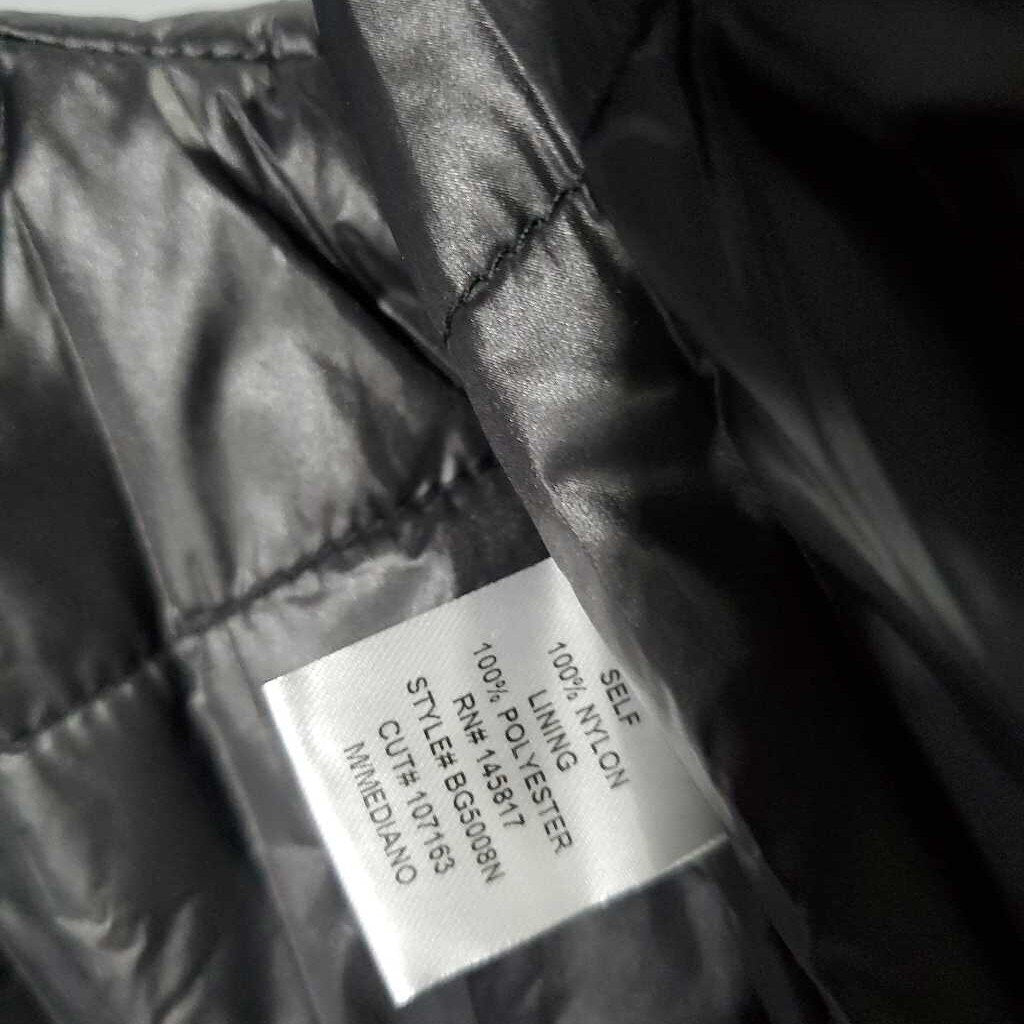 SELF
100% NYLON
LINING
100% POLYESTER
RN# 145817
STYLE# BG5008N
CUT# 107163
M/MEDIANO